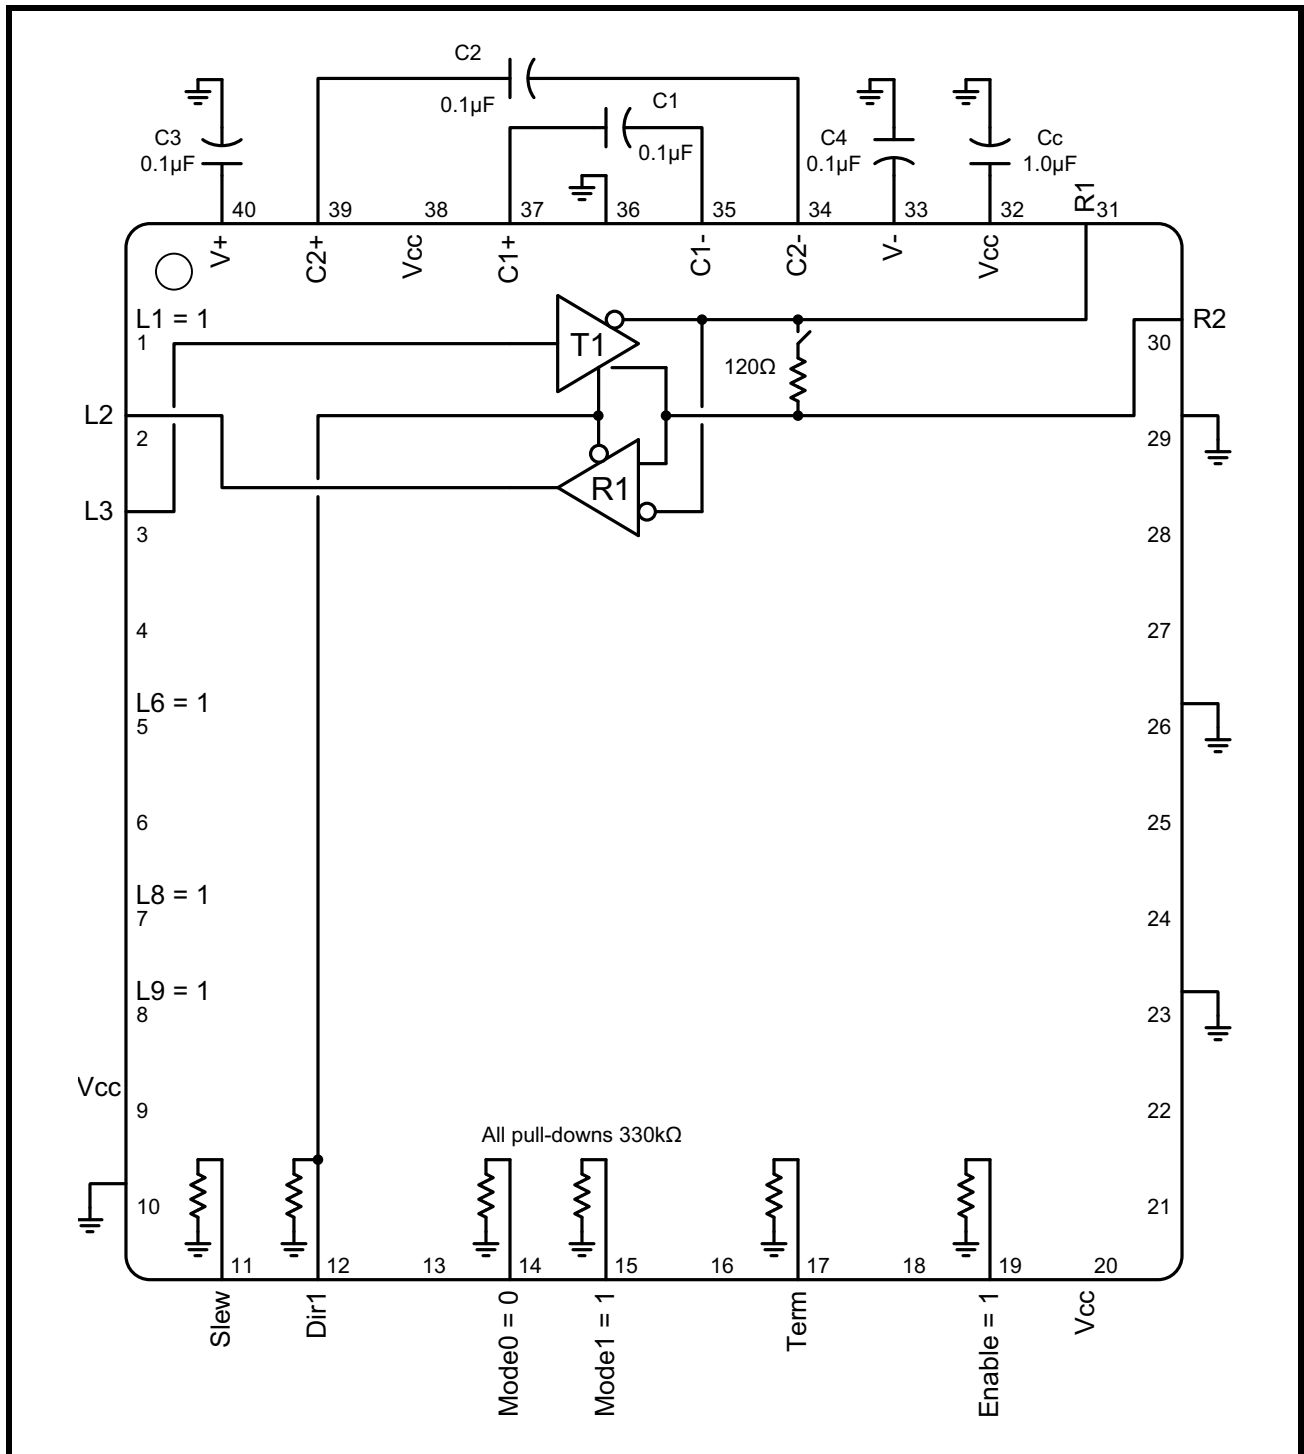 C2
0.1µF
C1
0.1µF
C3
0.1µF
C4
0.1µF
Cc
1.0µF
R1
40
39
38
37
36
35
34
33
32
31
V+
C2+
Vcc
C1+
C1-
C2-
V-
Vcc
L1 = 1
1
T1
120Ω
R2
30
L2
2
29
R1
L3
3
28
4
27
L6 = 1
5
26
6
25
L8 = 1
7
24
L9 = 1
8
23
Vcc
9
22
All pull-downs 330kΩ
10
21
11
12
13
14
15
16
17
18
19
20
Slew
Dir1
Mode0 = 0
Mode1 = 1
Term
Enable = 1
Vcc